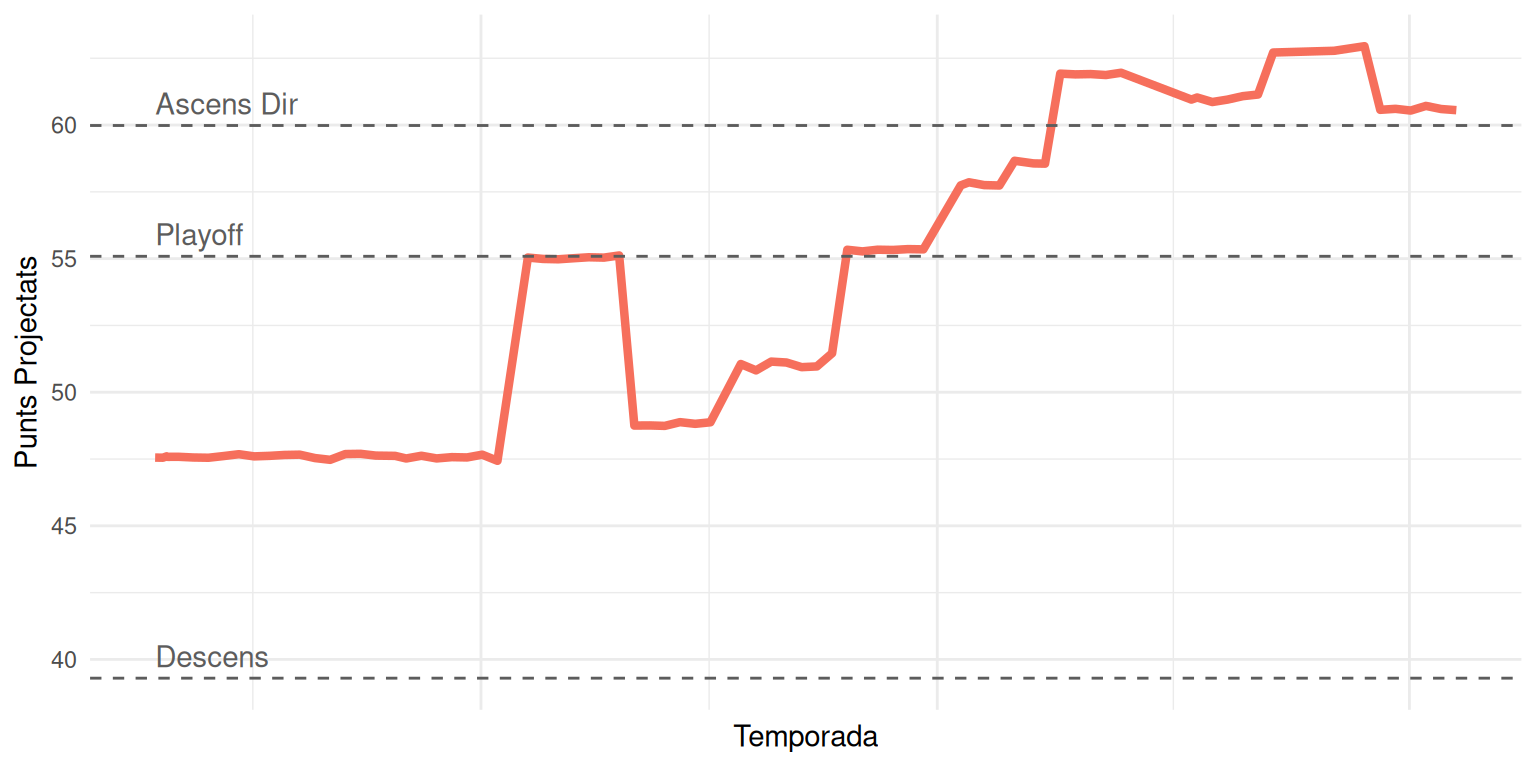 Ascens Dir
60
Playoff
55
50
45
Descens
40
Punts Projectats
Temporada